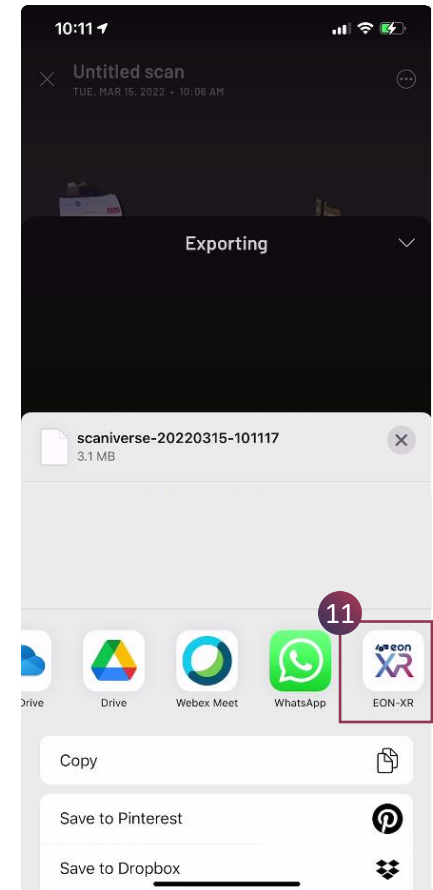 10:11
Untitled scan
TUE, MAR 15, 2022 • 10:06 AM
Exporting
scaniverse-20220315-101117
3.1 MB
11
eon
XR
Drive
Drive
Webex Meet
WhatsApp
EON-XR
Copy
Save to Pinterest
Save to Dropbox